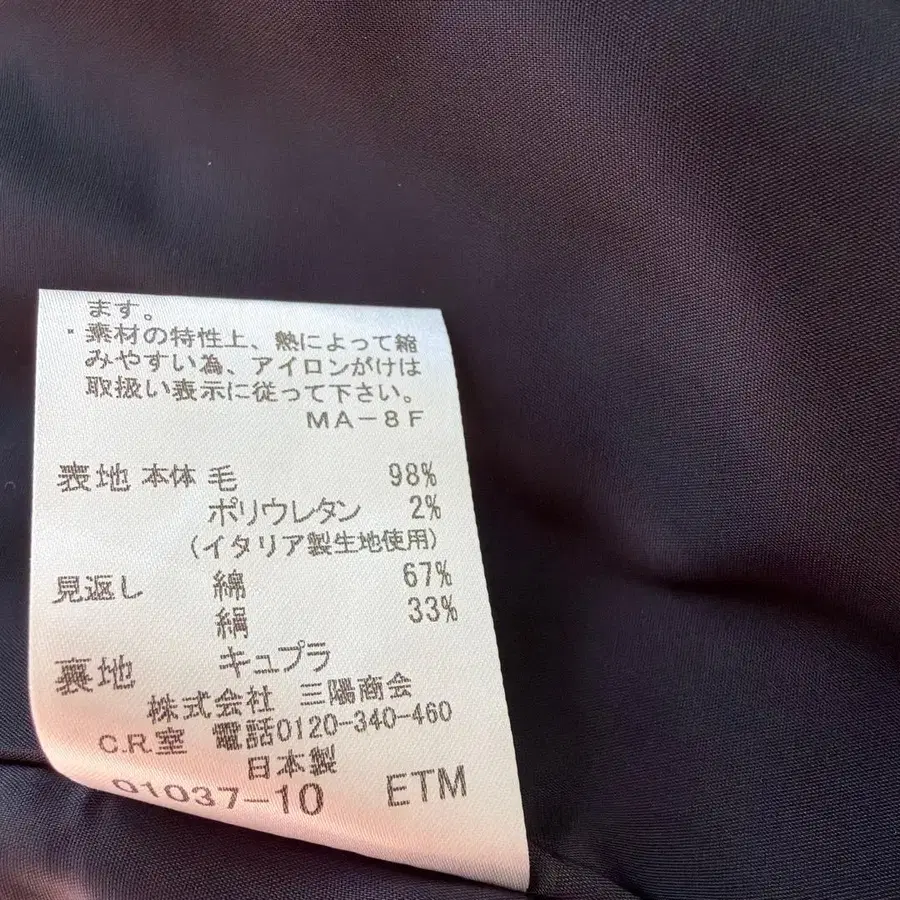 ます。
・素材の特性上、熱によって縮
みやすい為、アイロンがけは
取扱い表示に従って下さい。
MA-8F
表地 本体 毛 98%
ポリウレタン 2%
(イタリア製生地使用)
見返し 綿 67%
絹 33%
裏地 キュプラ
株式会社 三陽商会
C.R.室 電話0120-340-460
日本製
01037-10 ETM